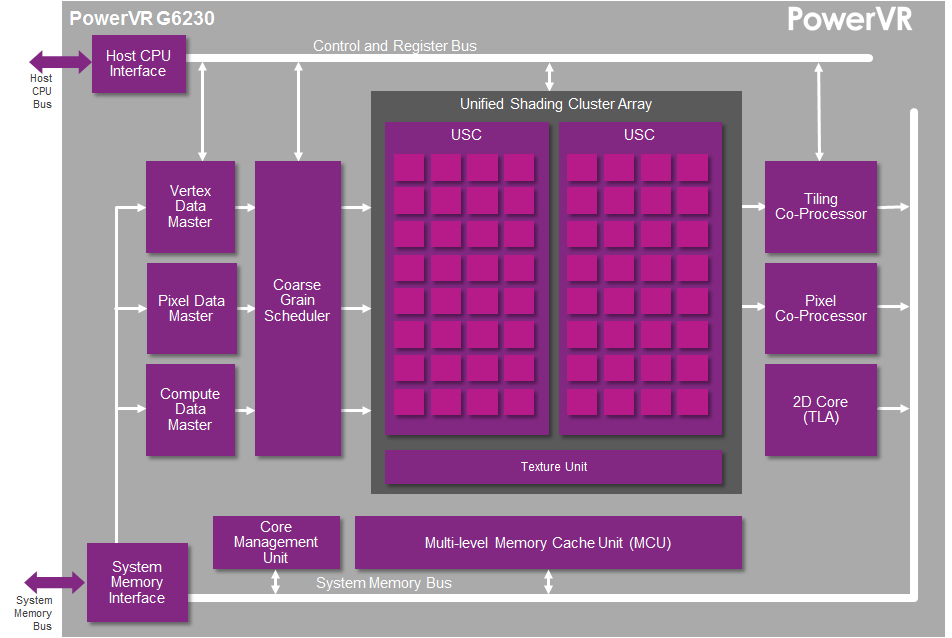 PowerVR G6230
PowerVR
Host CPU
Interface
Control and Register Bus
Host
CPU
Bus
Unified Shading Cluster Array
USC
USC
Vertex
Data
Master
Tiling
Co-Processor
Coarse
Grain
Scheduler
Pixel Data
Master
Pixel
Co-Processor
Compute
Data
Master
2D Core
(TLA)
Texture Unit
Core
Management
Unit
Multi-level Memory Cache Unit (MCU)
System
Memory
Interface
System Memory Bus
System
Memory
Bus